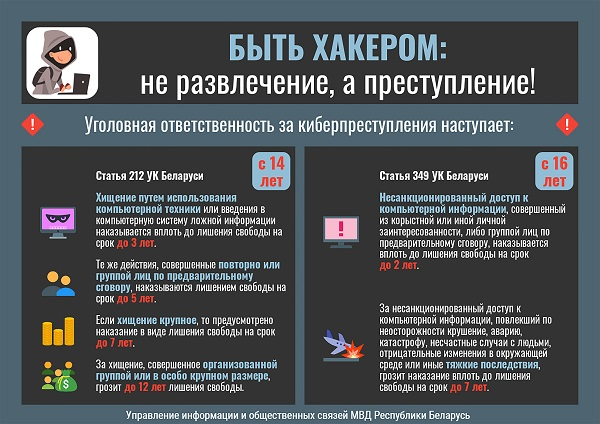 БЫТЬ ХАКЕРОМ:
не развлечение, а преступление!
Уголовная ответственность за киберпреступления наступает:
Статья 212 УК Беларуси
с 14
лет
Хищение путем использования
компьютерной техники или введения в
компьютерную систему ложной информации
наказывается вплоть до лишения свободы на
срок до 3 лет.
Те же действия, совершенные повторно или
группой лиц по предварительному
сговору, наказываются лишением свободы на
срок до 5 лет.
Если хищение крупное, то предусмотрено
наказание в виде лишения свободы на срок
до 7 лет.
За хищение, совершенное организованной
группой или в особо крупном размере,
грозит до 12 лет лишения свободы.
Статья 349 УК Беларуси
с 16
лет
Несанкционированный доступ к
компьютерной информации, совершенный
из корыстной или иной личной
заинтересованности, либо группой лиц по
предварительному сговору, наказывается
вплоть до лишения свободы на срок
до 2 лет.
За несанкционированный доступ к
компьютерной информации, повлекший по
неосторожности крушение, аварию,
катастрофу, несчастные случаи с людьми,
отрицательные изменения в окружающей
среде или иные тяжкие последствия,
грозит наказание вплоть до лишения
свободы на срок до 7 лет.
Управление информации и общественных связей МВД Республики Беларусь